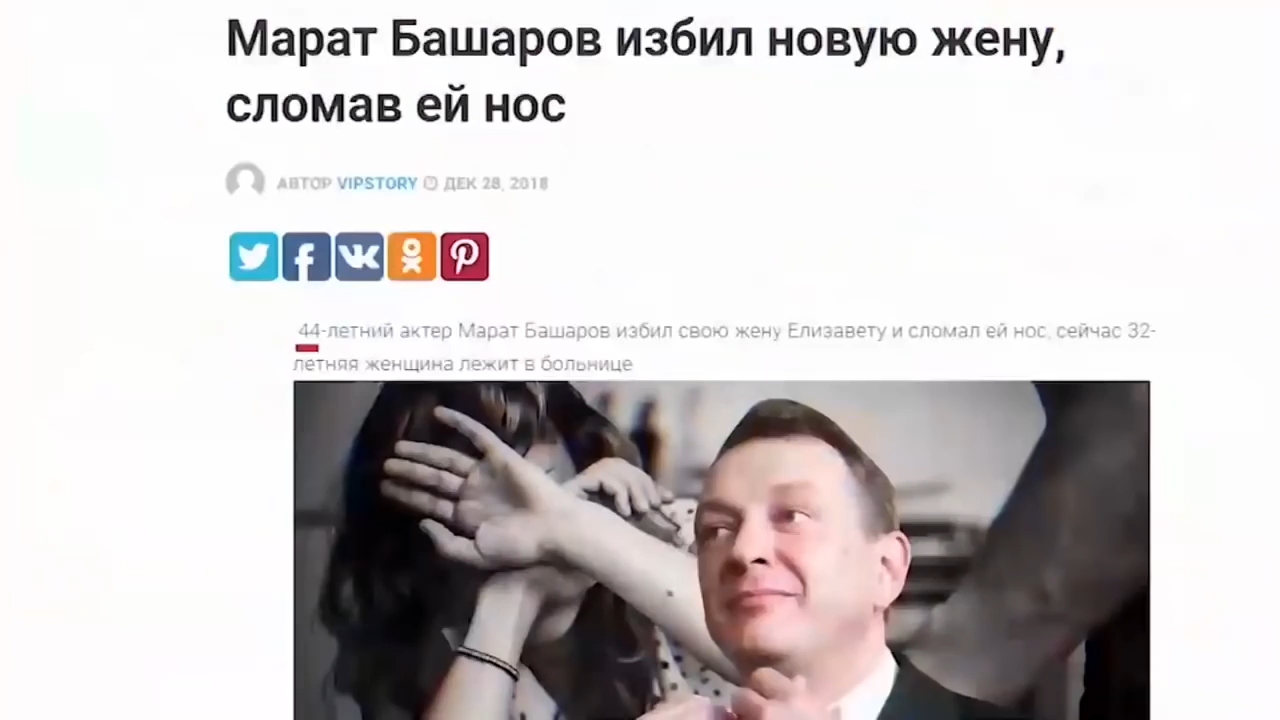 Марат Башаров избил новую жену,
сломав ей нос
АВТОР VIPSTORY ДЕК 28, 2018
44-летний актер Марат Башаров избил свою жену Елизавету и сломал ей нос, сейчас 32-
летняя женщина лежит в больнице